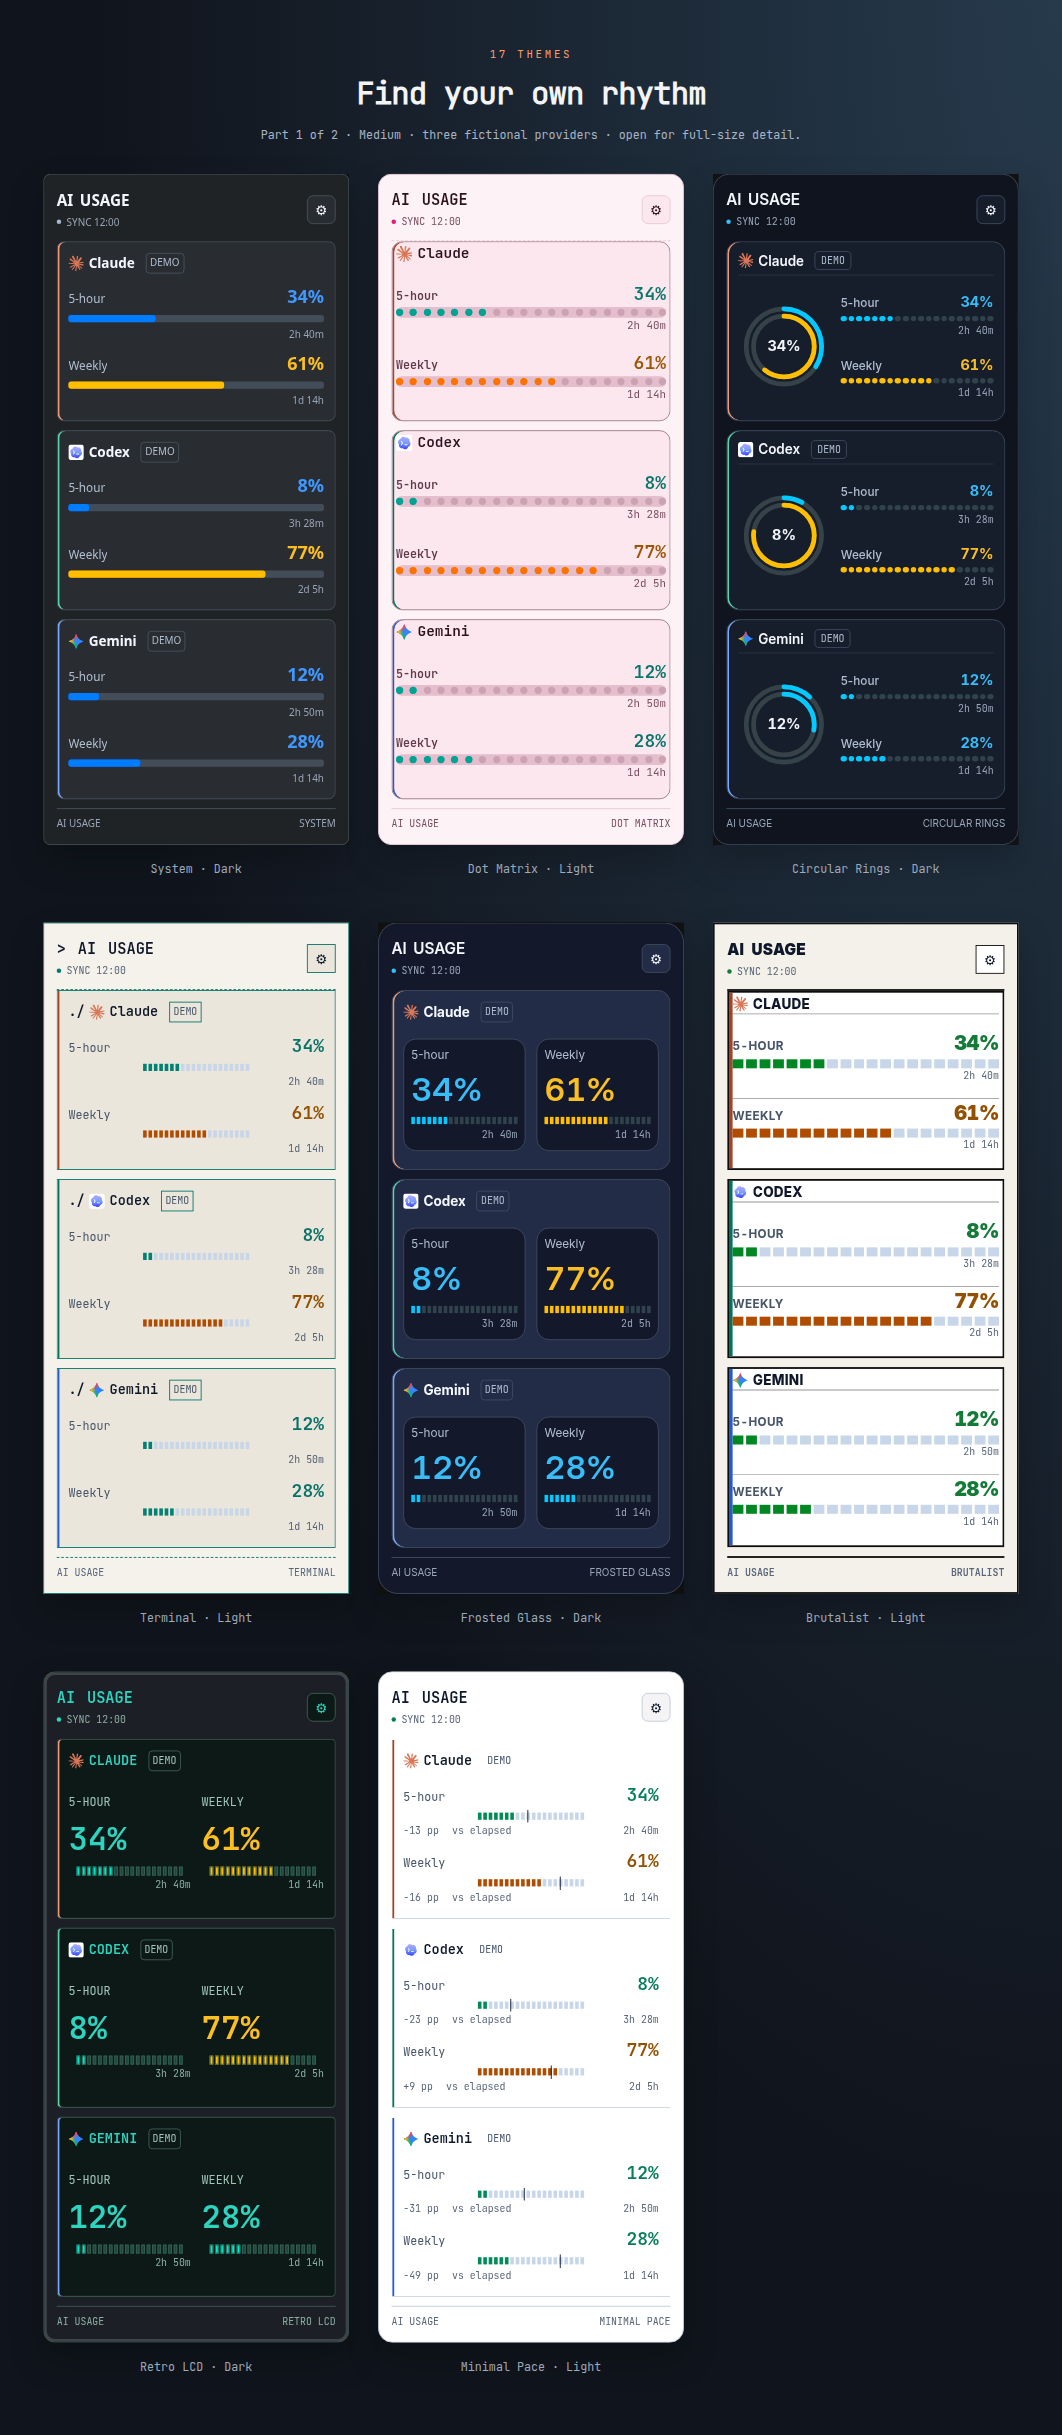 17 THEMES
Find your own rhythm
Part 1 of 2 · Medium · three fictional providers · open for full-size detail.
AI USAGE
SYNC 12:00
Claude DEMO
5-hour 34%
2h 40m
Weekly 61%
1d 14h
Codex DEMO
5-hour 8%
3h 28m
Weekly 77%
2d 5h
Gemini DEMO
5-hour 12%
2h 50m
Weekly 28%
1d 14h
AI USAGE SYSTEM
System · Dark
AI USAGE
SYNC 12:00
Claude
5-hour 34%
2h 40m
Weekly 61%
1d 14h
Codex
5-hour 8%
3h 28m
Weekly 77%
2d 5h
Gemini
5-hour 12%
2h 50m
Weekly 28%
1d 14h
AI USAGE DOT MATRIX
Dot Matrix · Light
AI USAGE
SYNC 12:00
Claude DEMO
34%
5-hour 34%
2h 40m
Weekly 61%
1d 14h
Codex DEMO
8%
5-hour 8%
3h 28m
Weekly 77%
2d 5h
Gemini DEMO
12%
5-hour 12%
2h 50m
Weekly 28%
1d 14h
AI USAGE CIRCULAR RINGS
Circular Rings · Dark
> AI USAGE
SYNC 12:00
./ Claude DEMO
5-hour 34%
2h 40m
Weekly 61%
1d 14h
./ Codex DEMO
5-hour 8%
3h 28m
Weekly 77%
2d 5h
./ Gemini DEMO
5-hour 12%
2h 50m
Weekly 28%
1d 14h
AI USAGE TERMINAL
Terminal · Light
AI USAGE
SYNC 12:00
Claude DEMO
5-hour Weekly
34% 61%
2h 40m 1d 14h
Codex DEMO
5-hour Weekly
8% 77%
3h 28m 2d 5h
Gemini DEMO
5-hour Weekly
12% 28%
2h 50m 1d 14h
AI USAGE FROSTED GLASS
Frosted Glass · Dark
AI USAGE
SYNC 12:00
CLAUDE
5-HOUR 34%
2h 40m
WEEKLY 61%
1d 14h
CODEX
5-HOUR 8%
3h 28m
WEEKLY 77%
2d 5h
GEMINI
5-HOUR 12%
2h 50m
WEEKLY 28%
1d 14h
AI USAGE BRUTALIST
Brutalist · Light
AI USAGE
SYNC 12:00
CLAUDE DEMO
5-HOUR WEEKLY
34% 61%
2h 40m 1d 14h
CODEX DEMO
5-HOUR WEEKLY
8% 77%
3h 28m 2d 5h
GEMINI DEMO
5-HOUR WEEKLY
12% 28%
2h 50m 1d 14h
AI USAGE RETRO LCD
Retro LCD · Dark
AI USAGE
SYNC 12:00
Claude DEMO
5-hour 34%
-13 pp vs elapsed 2h 40m
Weekly 61%
-16 pp vs elapsed 1d 14h
Codex DEMO
5-hour 8%
-23 pp vs elapsed 3h 28m
Weekly 77%
+9 pp vs elapsed 2d 5h
Gemini DEMO
5-hour 12%
-31 pp vs elapsed 2h 50m
Weekly 28%
-49 pp vs elapsed 1d 14h
AI USAGE MINIMAL PACE
Minimal Pace · Light